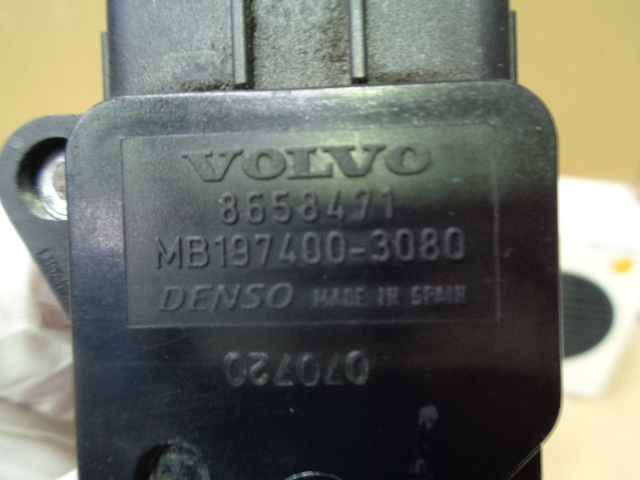 VOLVO
8658471
MB197400-3080
DENSO MADE IN SPAIN
070720